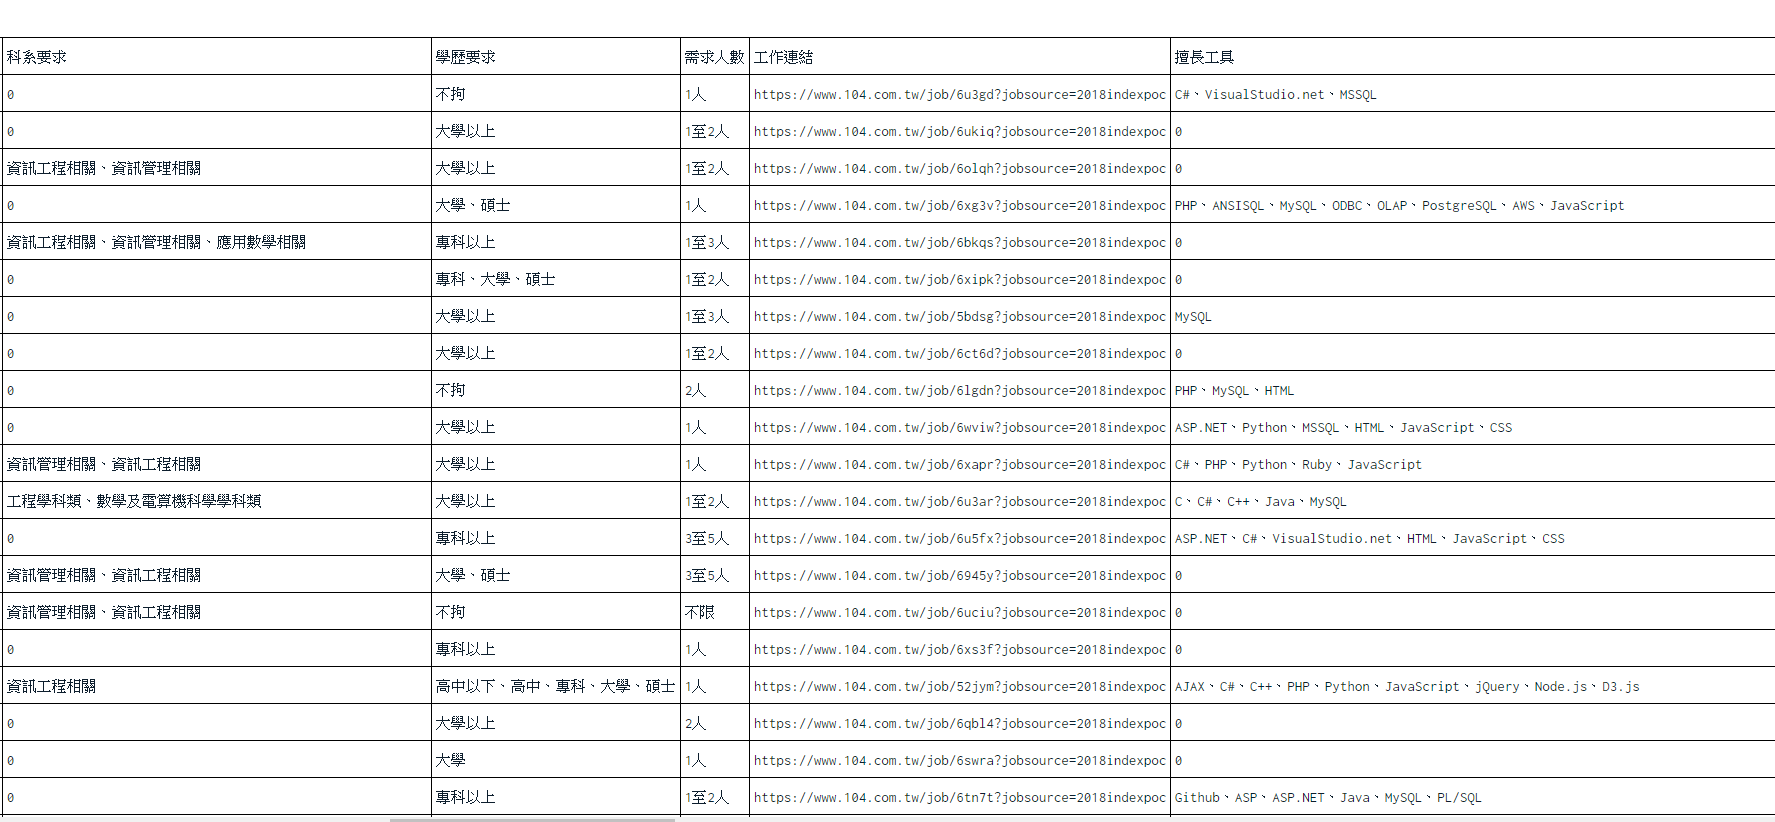 科系要求 學歷要求 需求人數 工作連結 擅長工具
0 不拘 1人 https://www.104.com.tw/job/6u3gd?jobsource=2018indexpoc C#、VisualStudio.net、MSSQL
0 大學以上 1至2人 https://www.104.com.tw/job/6ukiq?jobsource=2018indexpoc 0
資訊工程相關、資訊管理相關 大學以上 1至2人 https://www.104.com.tw/job/6olqh?jobsource=2018indexpoc 0
0 大學、碩士 1人 https://www.104.com.tw/job/6xg3v?jobsource=2018indexpoc PHP、ANSISQL、MySQL、ODBC、OLAP、PostgreSQL、AWS、JavaScript
資訊工程相關、資訊管理相關、應用數學相關 專科以上 1至3人 https://www.104.com.tw/job/6bkqs?jobsource=2018indexpoc 0
0 專科、大學、碩士 1至2人 https://www.104.com.tw/job/6xipk?jobsource=2018indexpoc 0
0 大學以上 1至3人 https://www.104.com.tw/job/5bdsg?jobsource=2018indexpoc MySQL
0 大學以上 1至2人 https://www.104.com.tw/job/6ct6d?jobsource=2018indexpoc 0
0 不拘 2人 https://www.104.com.tw/job/6lgdn?jobsource=2018indexpoc PHP、MySQL、HTML
0 大學以上 1人 https://www.104.com.tw/job/6wviw?jobsource=2018indexpoc ASP.NET、Python、MSSQL、HTML、JavaScript、CSS
資訊管理相關、資訊工程相關 大學以上 1人 https://www.104.com.tw/job/6xapr?jobsource=2018indexpoc C#、PHP、Python、Ruby、JavaScript
工程學科類、數學及電算機科學學科類 大學以上 1至2人 https://www.104.com.tw/job/6u3ar?jobsource=2018indexpoc C、C#、C++、Java、MySQL
0 專科以上 3至5人 https://www.104.com.tw/job/6u5fx?jobsource=2018indexpoc ASP.NET、C#、VisualStudio.net、HTML、JavaScript、CSS
資訊管理相關、資訊工程相關 大學、碩士 3至5人 https://www.104.com.tw/job/6945y?jobsource=2018indexpoc 0
資訊管理相關、資訊工程相關 不拘 不限 https://www.104.com.tw/job/6uciu?jobsource=2018indexpoc 0
0 專科以上 1人 https://www.104.com.tw/job/6xs3f?jobsource=2018indexpoc 0
資訊工程相關 高中以下、高中、專科、大學、碩士 1人 https://www.104.com.tw/job/52jym?jobsource=2018indexpoc AJAX、C#、C++、PHP、Python、JavaScript、jQuery、Node.js、D3.js
0 大學以上 2人 https://www.104.com.tw/job/6qbl4?jobsource=2018indexpoc 0
0 大學 1人 https://www.104.com.tw/job/6swra?jobsource=2018indexpoc 0
0 專科以上 1至2人 https://www.104.com.tw/job/6tn7t?jobsource=2018indexpoc Github、ASP、ASP.NET、Java、MySQL、PL/SQL